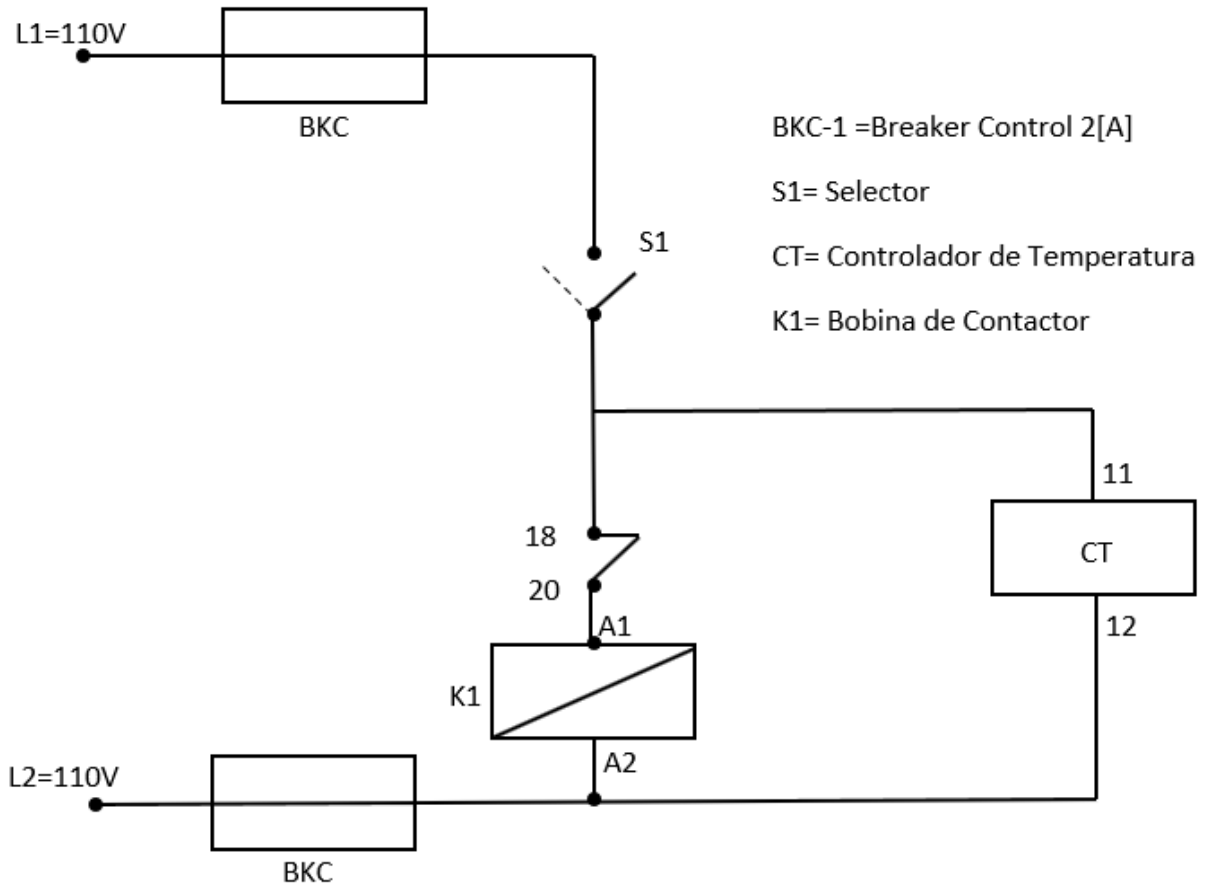 L1=110V
BKC
BKC-1 =Breaker Control 2[A]
S1= Selector
S1
CT= Controlador de Temperatura
K1= Bobina de Contactor
11
18
CT
20
A1
12
K1
A2
L2=110V
BKC